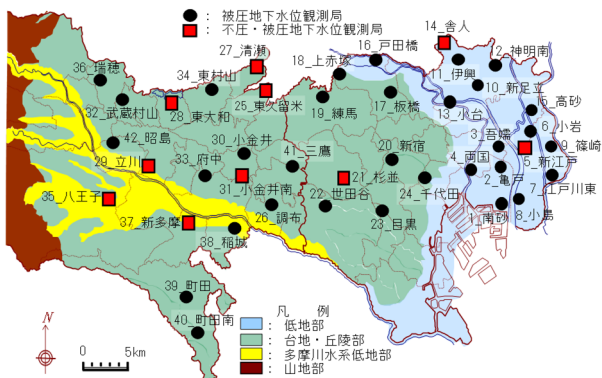 ● ： 被圧地下水位観測局
■ ： 不圧・被圧地下水位観測局
14_舎人
16_戸田橋
27_清瀬
18_上赤塚
12_神明南
36_瑞穂
34_東村山
11_伊興
10_新足立
25_東久留米
19_練馬
17_板橋
13_小台
15_高砂
32_武蔵村山
28_東大和
6_小岩
42_昭島
3_吾嬬
9_篠崎
30_小金井
41_三鷹
20_新宿
4_両国
5_新江戸
29_立川
33_府中
2_亀戸
35_八王子
31_小金井南
21_杉並
24_千代田
7_江戸川東
22_世田谷
26_調布
1_南砂
8_小島
37_新多摩
23_目黒
38_稲城
39_町田
40_町田南
凡 例
： 低地部
： 台地・丘陵部
： 多摩川水系低地部
： 山地部
N
0 5km